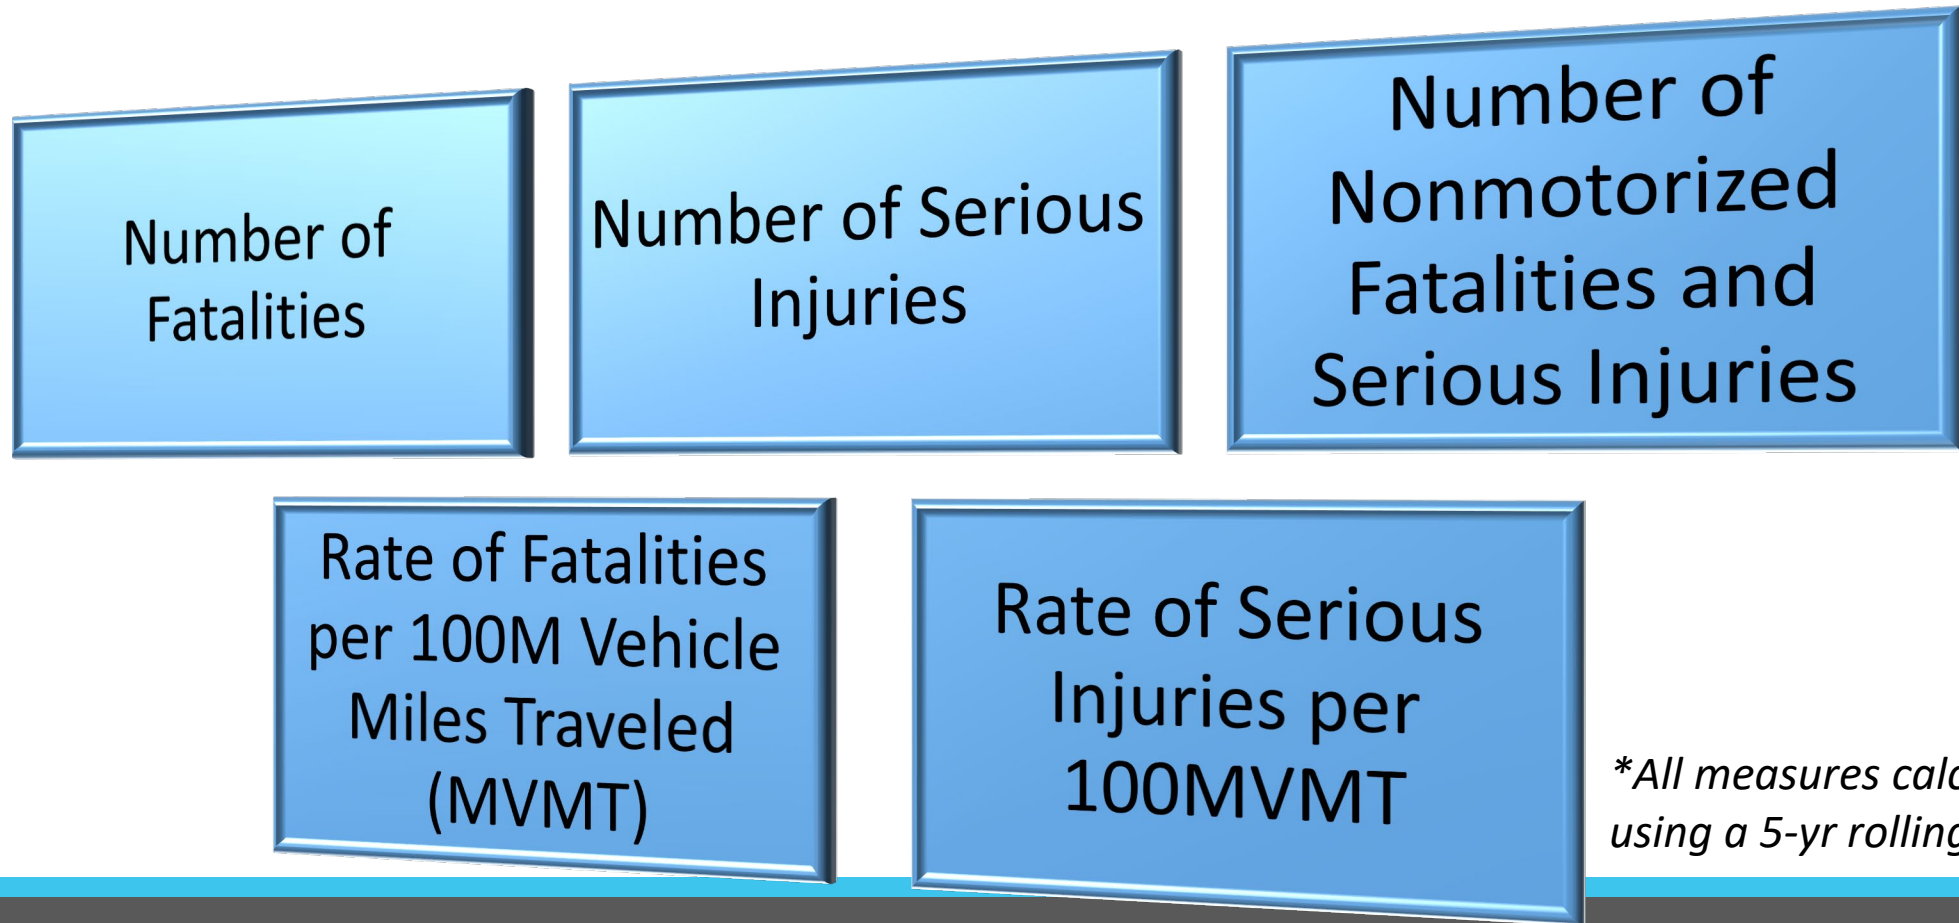 Number of
Fatalities
Number of Serious
Injuries
Number of
Nonmotorized
Fatalities and
Serious Injuries
Rate of Fatalities
per 100M Vehicle
Miles Traveled
(MVMT)
Rate of Serious
Injuries per
100MVMT
*All measures
using a 5-yr rolling